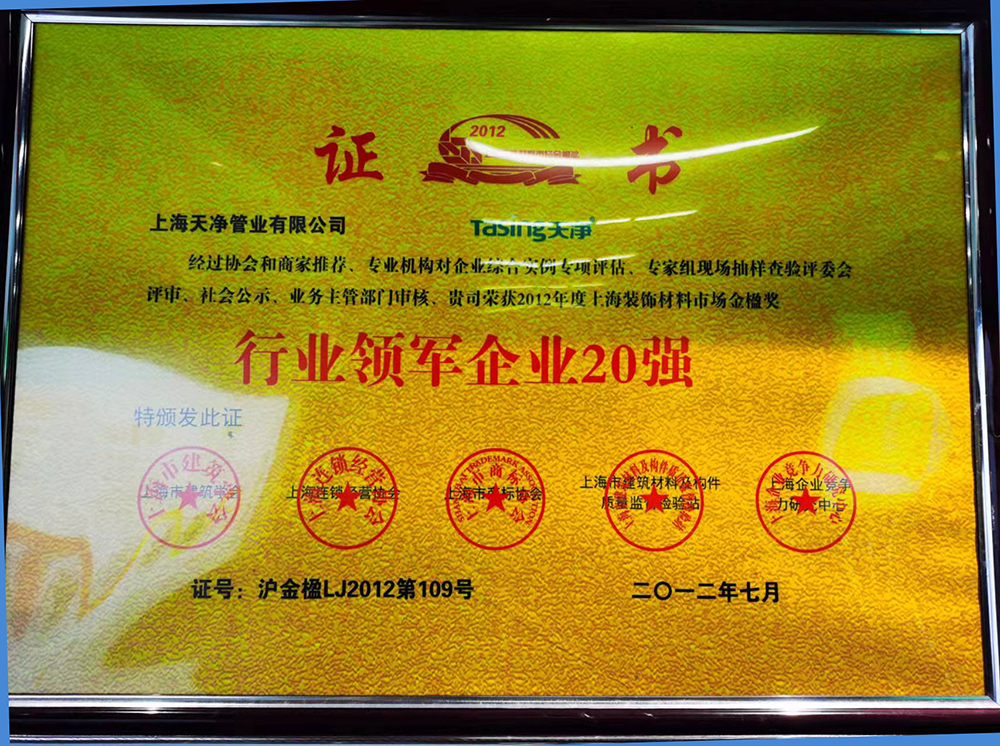 证 2012 书
上海天净管业有限公司 Tasing天净
经过协会和商家推荐、专业机构对企业综合实例专项评估、专家组现场抽样查验评委会
评审、社会公示、业务主管部门审核、贵司荣获2012年度上海装饰材料市场金楹奖
行业领军企业20强
特颁发此证
上海市建筑学会 上海连锁经营协会 上海市商标协会 上海市建筑材料及构件 上海企业竞争
质量监督检验站 力研究中心
证号：沪金楹LJ2012第109号 二〇一二年七月